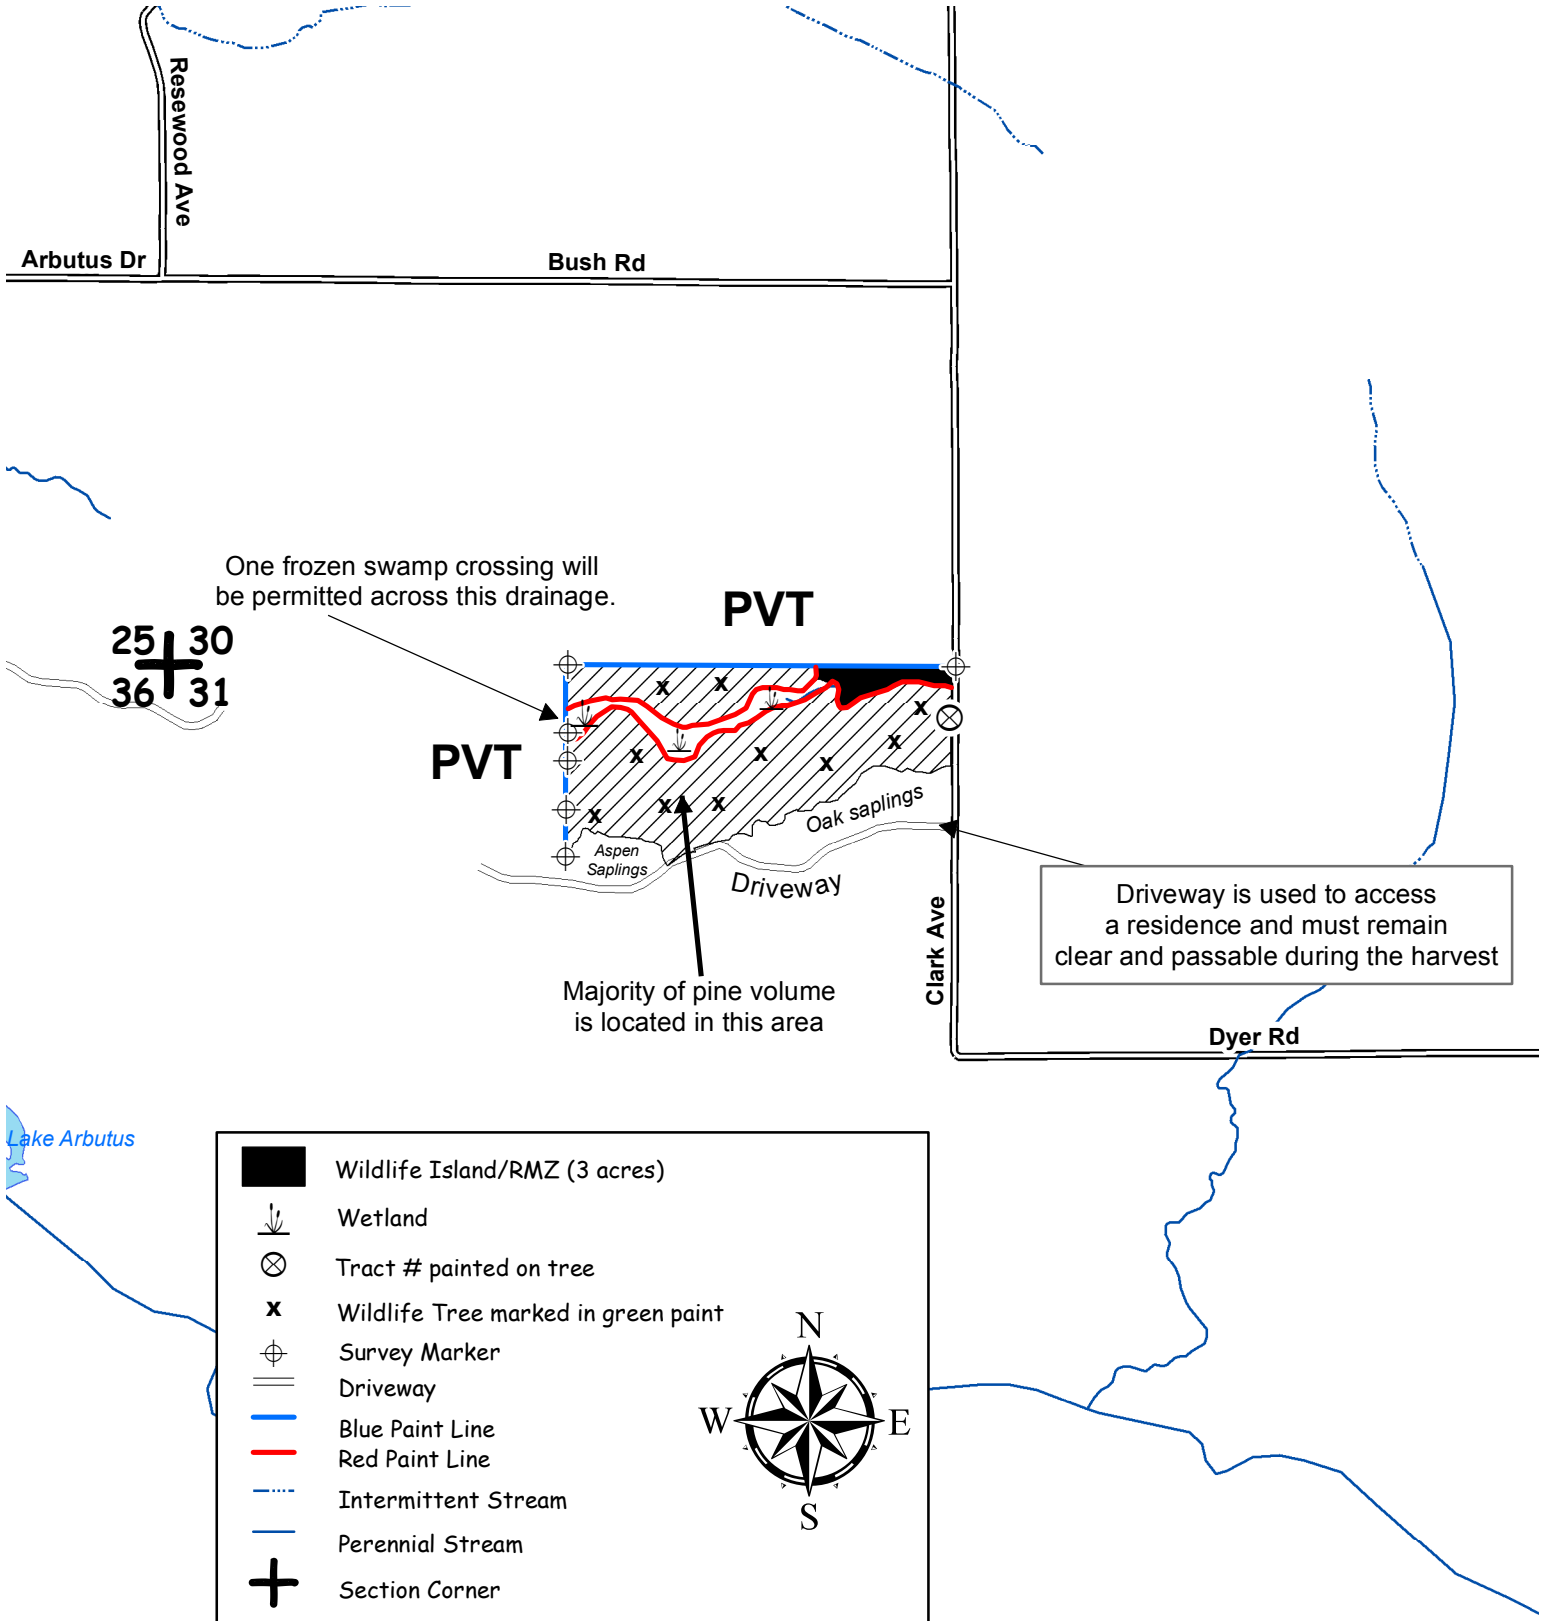 Resewood Ave
Arbutus Dr
Bush Rd
One frozen swamp crossing will
be permitted across this drainage.
PVT
25 30
36 31
PVT
x
x
x
x
x
x
x
x
x
x
Oak saplings
Aspen
Saplings
Driveway
Clark Ave
Driveway is used to access
a residence and must remain
clear and passable during the harvest
Majority of pine volume
is located in this area
Dyer Rd
Lake Arbutus
Wildlife Island/RMZ (3 acres)
Wetland
Tract # painted on tree
x Wildlife Tree marked in green paint
Survey Marker
Driveway
Blue Paint Line
Red Paint Line
Intermittent Stream
Perennial Stream
Section Corner
N
W E
S